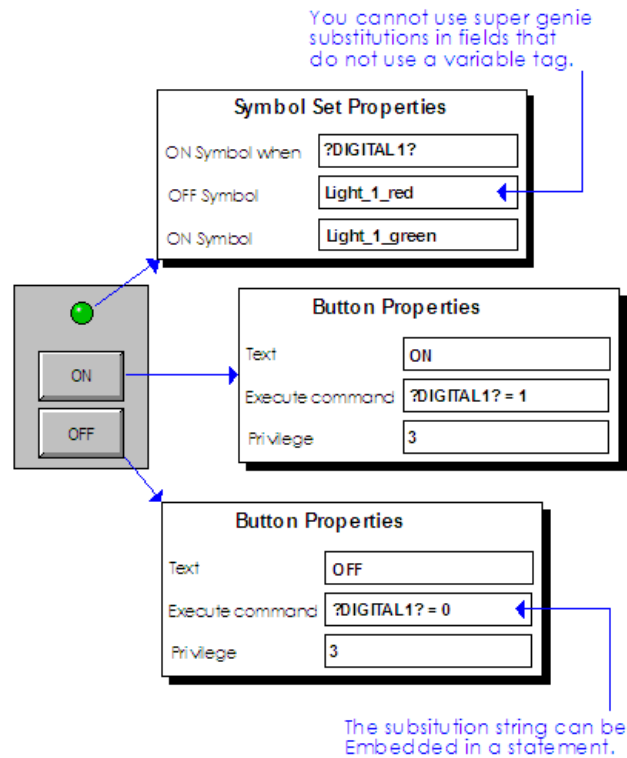 You cannot use super genie
substitutions in fields that
do not use a variable tag.
Symbol Set Properties
ON Symbol when ?DIGITAL1?
OFF Symbol Light_1_red
ON Symbol Light_1_green
Button Properties
Text ON
Execute command ?DIGITAL1? = 1
Privilege 3
ON
OFF
Button Properties
Text OFF
Execute command ?DIGITAL1? = 0
Privilege 3
The subsitution string can be
Embedded in a statement.